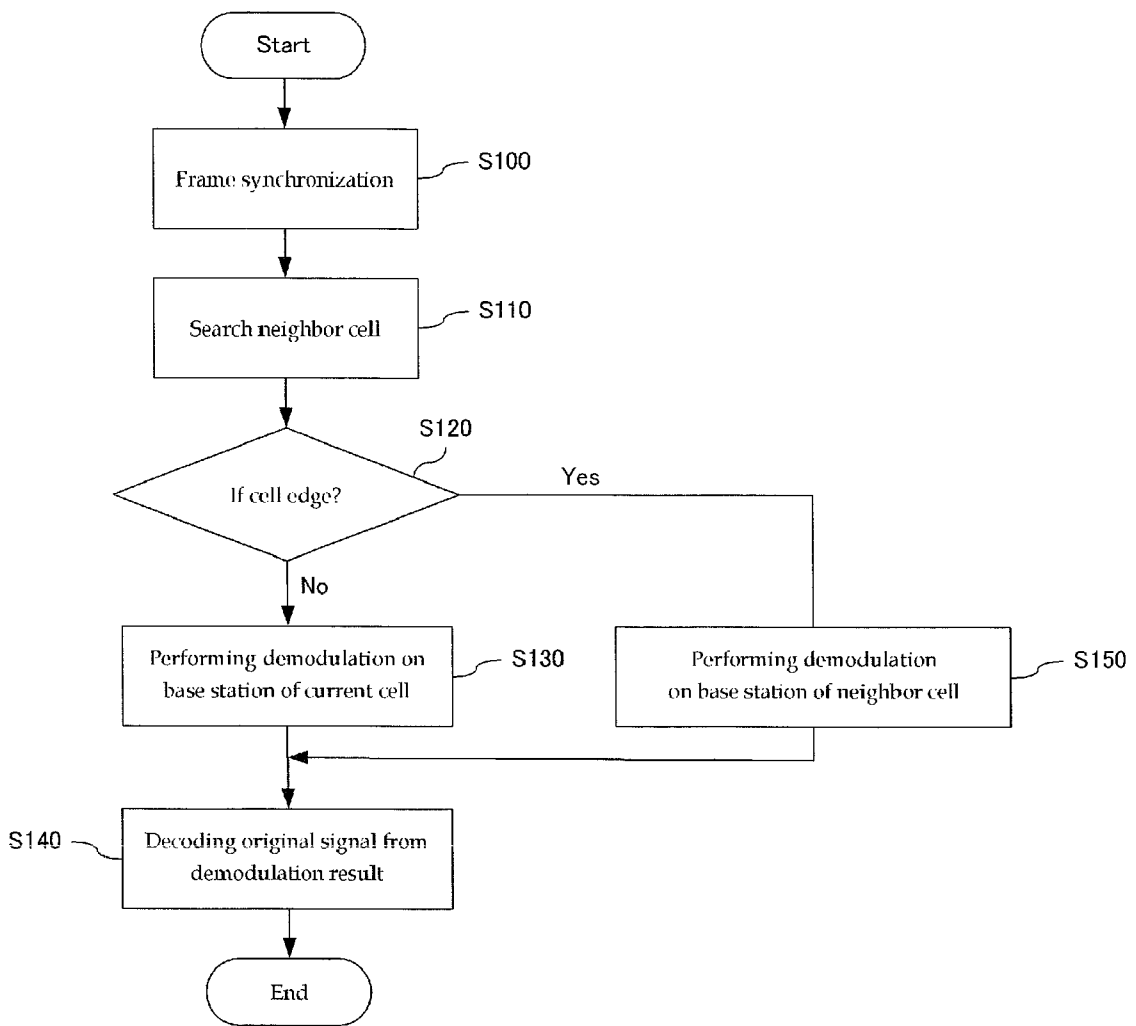 Start
Frame synchronization
S100
Search neighbor cell
S110
S120
If cell edge?
Yes
No
Performing demodulation on
base station of current cell
S130
Performing demodulation
on base station of neighbor cell
S150
S140
Decoding original signal from
demodulation result
End